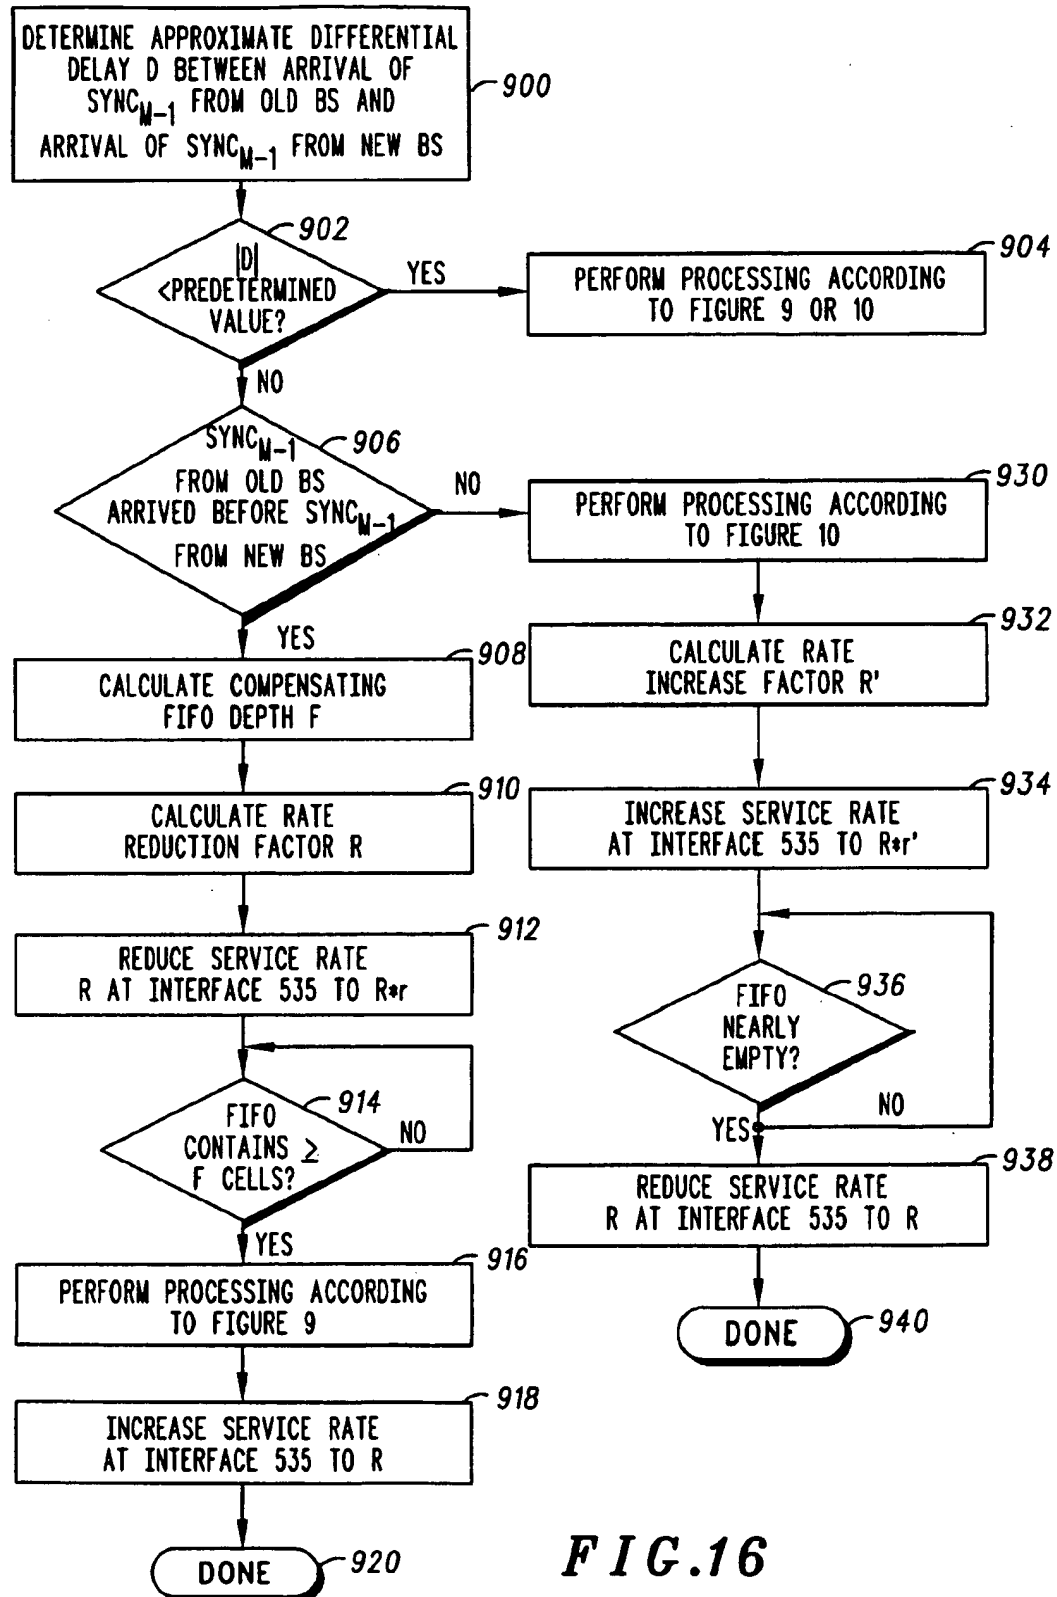 DETERMINE APPROXIMATE DIFFERENTIAL
DELAY D BETWEEN ARRIVAL OF
SYNC M-1 FROM OLD BS AND
ARRIVAL OF SYNC M-1 FROM NEW BS
900
902
|D|
<PREDETERMINED
VALUE?
YES
904
PERFORM PROCESSING ACCORDING
TO FIGURE 9 OR 10
NO
906
SYNC M-1
FROM OLD BS
ARRIVED BEFORE SYNC M-1
FROM NEW BS
NO
YES
908
CALCULATE COMPENSATING
FIFO DEPTH F
910
CALCULATE RATE
REDUCTION FACTOR R
912
REDUCE SERVICE RATE
R AT INTERFACE 535 TO R*r
914
FIFO
CONTAINS ≥
F CELLS?
NO
YES
916
PERFORM PROCESSING ACCORDING
TO FIGURE 9
918
INCREASE SERVICE RATE
AT INTERFACE 535 TO R
DONE
920
930
PERFORM PROCESSING ACCORDING
TO FIGURE 10
932
CALCULATE RATE
INCREASE FACTOR R'
934
INCREASE SERVICE RATE
AT INTERFACE 535 TO R*r'
936
FIFO
NEARLY
EMPTY?
NO
YES
938
REDUCE SERVICE RATE
R AT INTERFACE 535 TO R
DONE
940
FIG.16